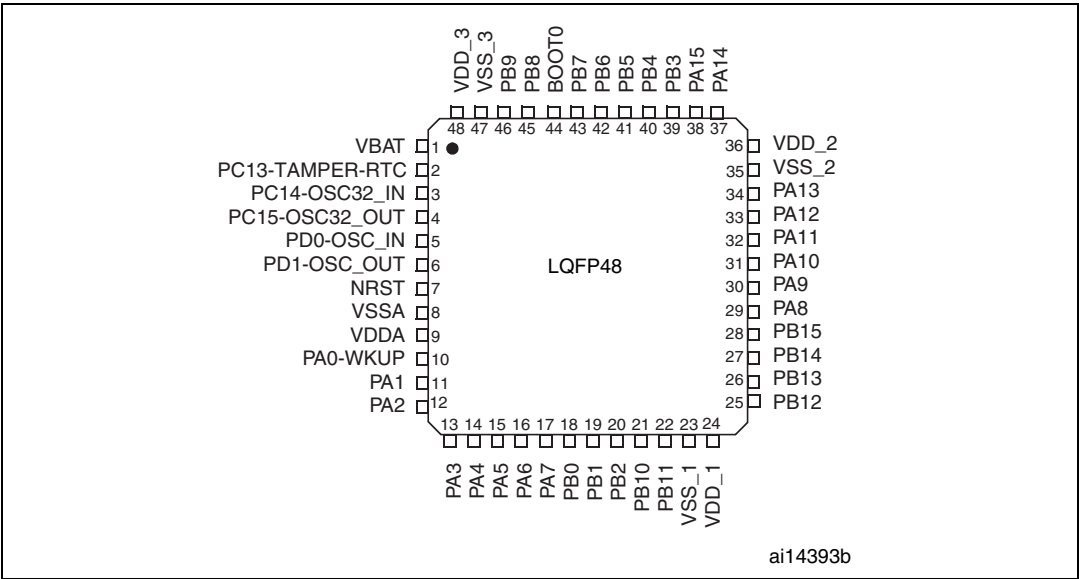 VDD_3
VSS_3
PB9
PB8
BOOT0
PB7
PB6
PB5
PB4
PB3
PA15
PA14
48 47 46 45 44 43 42 41 40 39 38 37
VBAT 1
PC13-TAMPER-RTC 2
PC14-OSC32_IN 3
PC15-OSC32_OUT 4
PD0-OSC_IN 5
PD1-OSC_OUT 6
NRST 7
VSSA 8
VDDA 9
PA0-WKUP 10
PA1 11
PA2 12
LQFP48
36 VDD_2
35 VSS_2
34 PA13
33 PA12
32 PA11
31 PA10
30 PA9
29 PA8
28 PB15
27 PB14
26 PB13
25 PB12
13 14 15 16 17 18 19 20 21 22 23 24
PA3
PA4
PA5
PA6
PA7
PB0
PB1
PB2
PB10
PB11
VSS_1
VDD_1
ai14393b